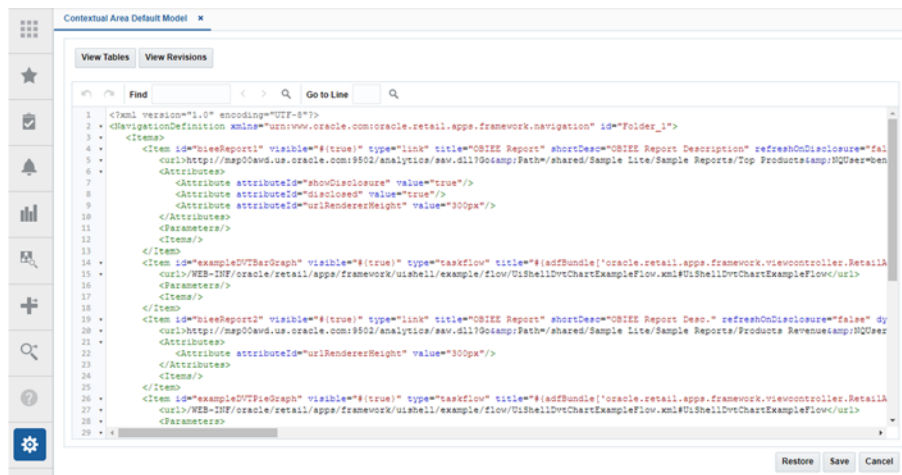 Contextual Area Default Model ×
View Tables View Revisions
Find Go to Line
1 <?xml version="1.0" encoding="UTF-8"?>
2 <NavigationDefinition xmlns="urn:www.oracle.com:oracle.retail.apps.framework.navigation" id="Folder_1">
3 <Items>
4 <Item id="bieeReport1" visible="#{true}" type="link" title="OBIEE Report" shortDesc="OBIEE Report Description" refreshOnDisclosure="fal
5 <url>http://msp00awd.us.oracle.com:9502/analytics/saw.dll?Go&amp;Path=/shared/Sample Lite/Sample Reports/Top Products&amp;NQUser=ben
6 <Attributes>
7 <Attribute attributeId="showDisclosure" value="true"/>
8 <Attribute attributeId="disclosed" value="true"/>
9 <Attribute attributeId="urlRendererHeight" value="300px"/>
10 </Attributes>
11 <Parameters/>
12 <Items/>
13 </Item>
14 <Item id="exampleDVTBarGraph" visible="#{true}" type="taskflow" title="#{adfBundle['oracle.retail.apps.framework.viewcontroller.RetailA
15 <url>/WEB-INF/oracle/retail/apps/framework/uishell/example/flow/UiShellDvtChartExampleFlow.xml#UiShellDvtChartExampleFlow</url>
16 <Parameters/>
17 <Items/>
18 </Item>
19 <Item id="bieeReport2" visible="#{true}" type="link" title="OBIEE Report" shortDesc="OBIEE Report Desc." refreshOnDisclosure="false" dy
20 <url>http://msp00awd.us.oracle.com:9502/analytics/saw.dll?Go&amp;Path=/shared/Sample Lite/Sample Reports/Products Revenue&amp;NQUser
21 <Attributes>
22 <Attribute attributeId="urlRendererHeight" value="300px"/>
23 </Attributes>
24 <Items/>
25 </Item>
26 <Item id="exampleDVTPieGraph" visible="#{true}" type="taskflow" title="#{adfBundle['oracle.retail.apps.framework.viewcontroller.RetailA
27 <url>/WEB-INF/oracle/retail/apps/framework/uishell/example/flow/UiShellDvtChartExampleFlow.xml#UiShellDvtChartExampleFlow</url>
28 <Parameters>
29
Restore Save Cancel